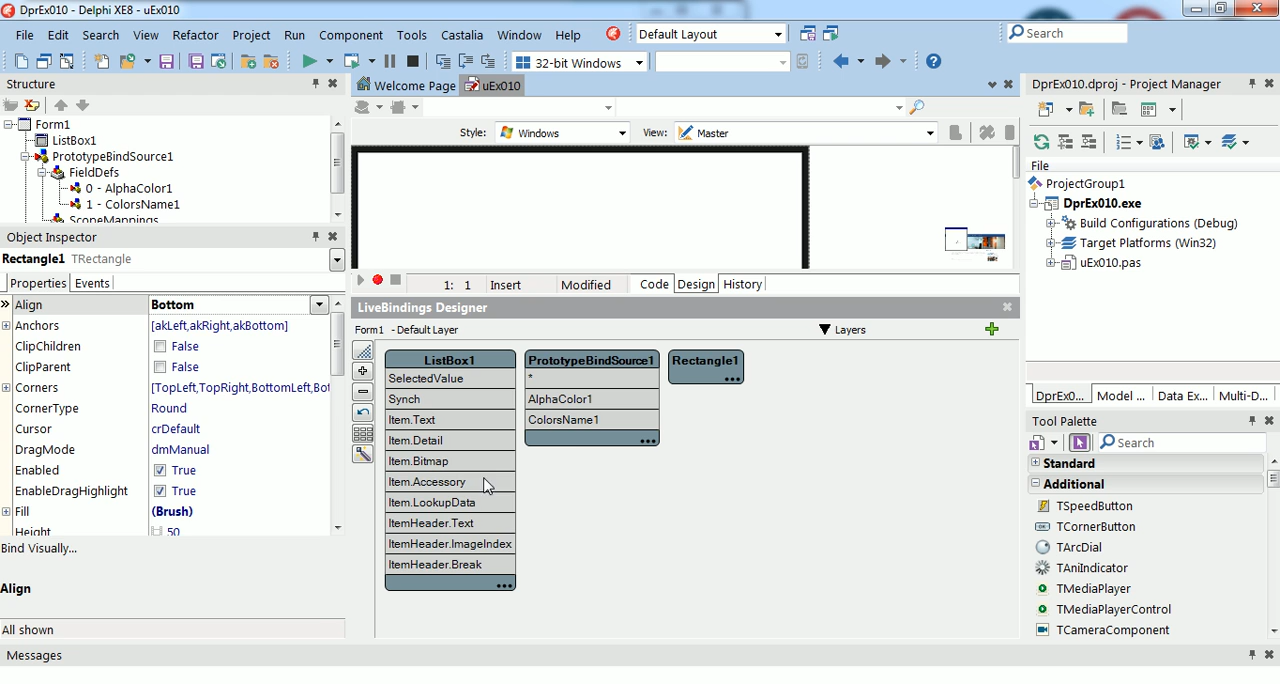 DprEx010 - Delphi XE8 - uEx010
File Edit Search View Refactor Project Run Component Tools Castalia Window Help Default Layout Search
32-bit Windows
Structure
Welcome Page uEx010
DprEx010.dproj - Project Manager
Form1
ListBox1
PrototypeBindSource1
FieldDefs
0 - AlphaColor1
1 - ColorsName1
ScopeMappings
Style: Windows View: Master
File
ProjectGroup1
DprEx010.exe
Build Configurations (Debug)
Target Platforms (Win32)
uEx010.pas
Object Inspector
Rectangle1 TRectangle
Properties Events
Align Bottom
Anchors [akLeft,akRight,akBottom]
ClipChildren False
ClipParent False
Corners [TopLeft,TopRight,BottomLeft,Bot
CornerType Round
Cursor crDefault
DragMode dmManual
Enabled True
EnableDragHighlight True
Fill (Brush)
Height 50
Bind Visually...
Align
All shown
1: 1 Insert Modified Code Design History
LiveBindings Designer
Form1 - Default Layer Layers
ListBox1
SelectedValue
Synch
Item.Text
Item.Detail
Item.Bitmap
Item.Accessory
Item.LookupData
ItemHeader.Text
ItemHeader.ImageIndex
ItemHeader.Break
PrototypeBindSource1
*
AlphaColor1
ColorsName1
Rectangle1
DprEx0... Model ... Data Ex... Multi-D...
Tool Palette
Search
Standard
Additional
TSpeedButton
TCornerButton
TArcDial
TAniIndicator
TMediaPlayer
TMediaPlayerControl
TCameraComponent
Messages